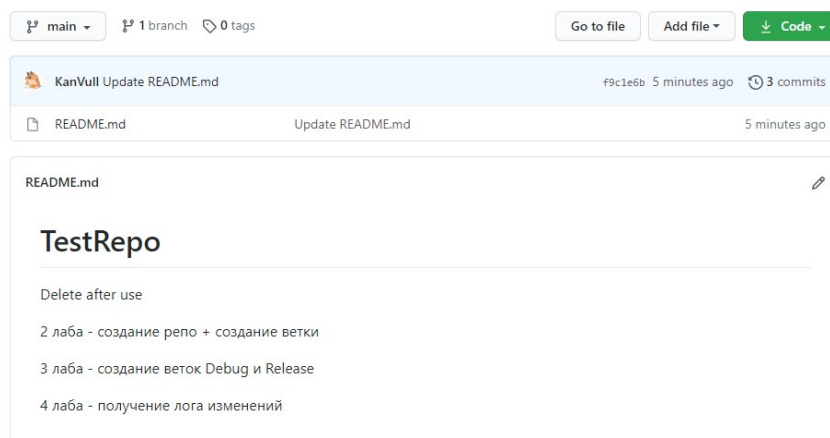 main 1 branch 0 tags Go to file Add file Code
KanVull Update README.md f9c1e6b 5 minutes ago 3 commits
README.md Update README.md 5 minutes ago
README.md
TestRepo
Delete after use
2 лаба - создание репо + создание ветки
3 лаба - создание веток Debug и Release
4 лаба - получение лога изменений